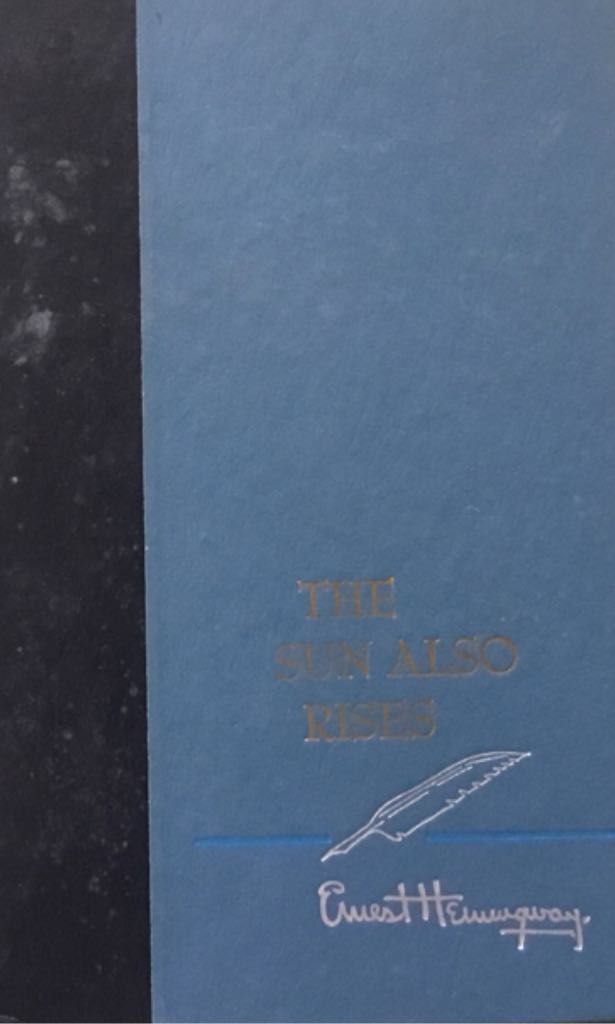 THE
SUN ALSO
RISES
Ernest Hemingway.